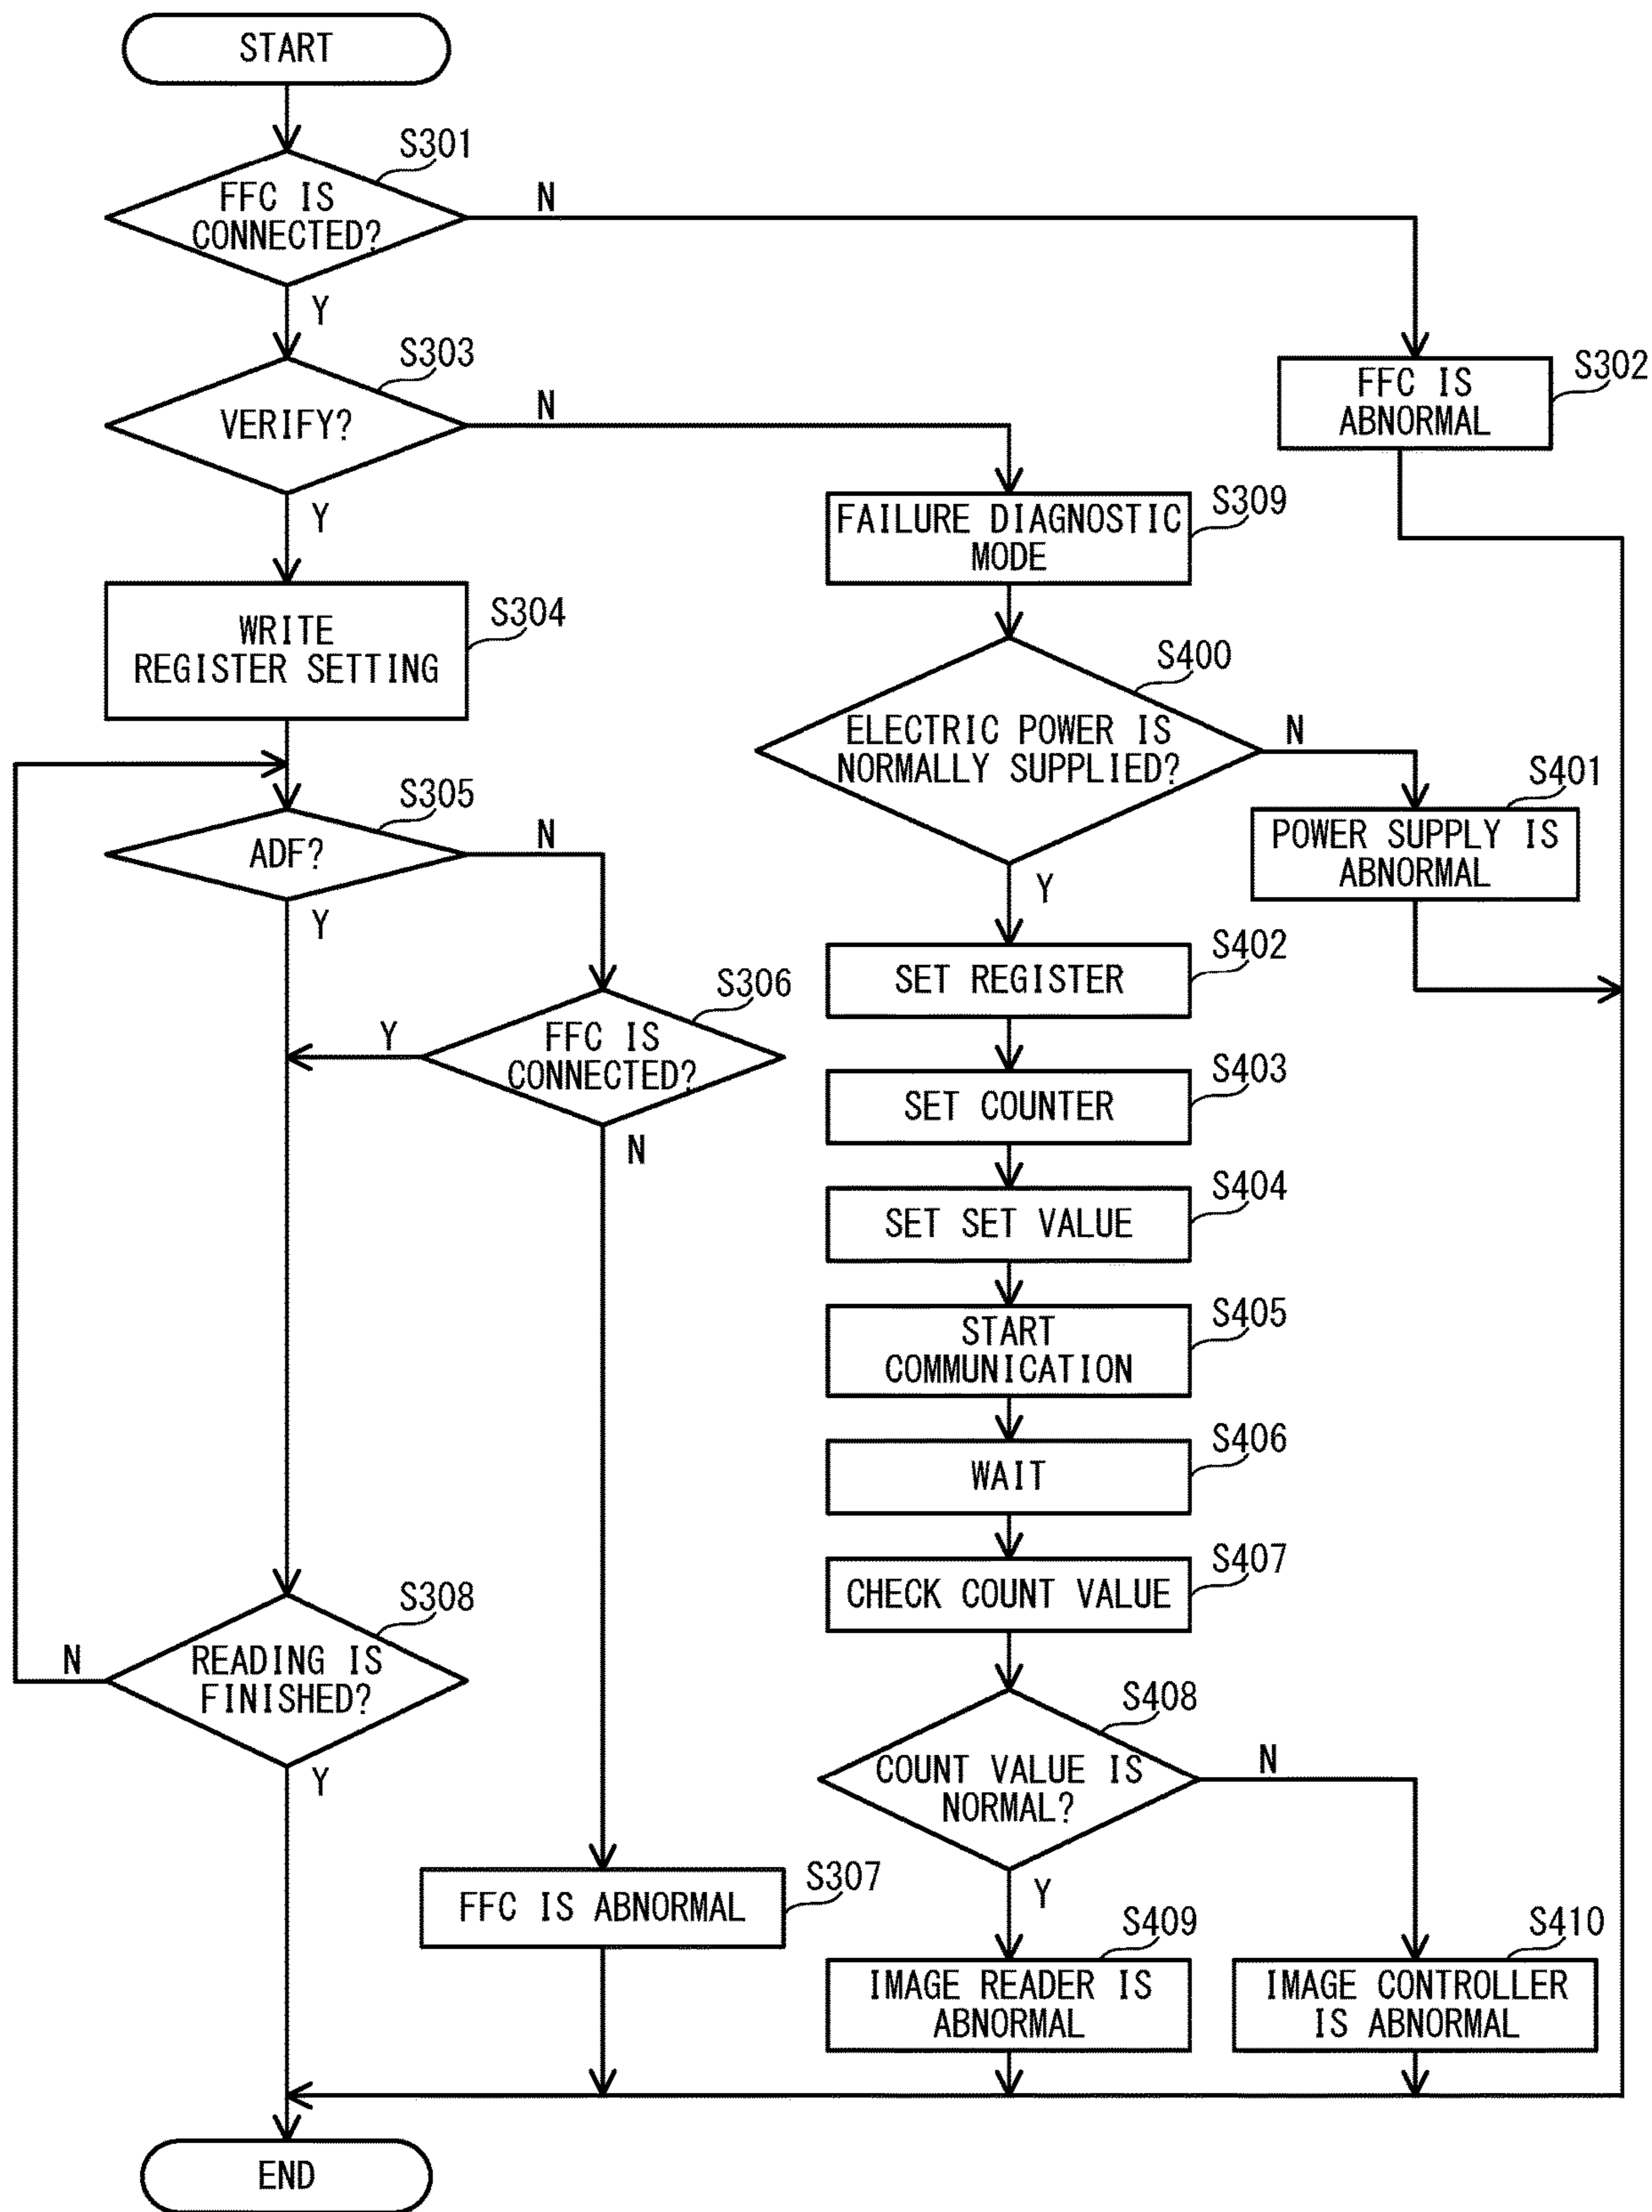 START
S301
FFC IS
CONNECTED?
N
Y
S303
VERIFY?
N
Y
S302
FFC IS
ABNORMAL
S309
FAILURE DIAGNOSTIC
MODE
S304
WRITE
REGISTER SETTING
S400
ELECTRIC POWER IS
NORMALLY SUPPLIED?
N
Y
S401
POWER SUPPLY IS
ABNORMAL
S305
ADF?
N
Y
S402
SET REGISTER
S306
FFC IS
CONNECTED?
Y
N
S403
SET COUNTER
S404
SET SET VALUE
S405
START
COMMUNICATION
S406
WAIT
S407
CHECK COUNT VALUE
S308
READING IS
FINISHED?
N
Y
S408
COUNT VALUE IS
NORMAL?
N
Y
S307
FFC IS ABNORMAL
S409
IMAGE READER IS
ABNORMAL
S410
IMAGE CONTROLLER
IS ABNORMAL
END